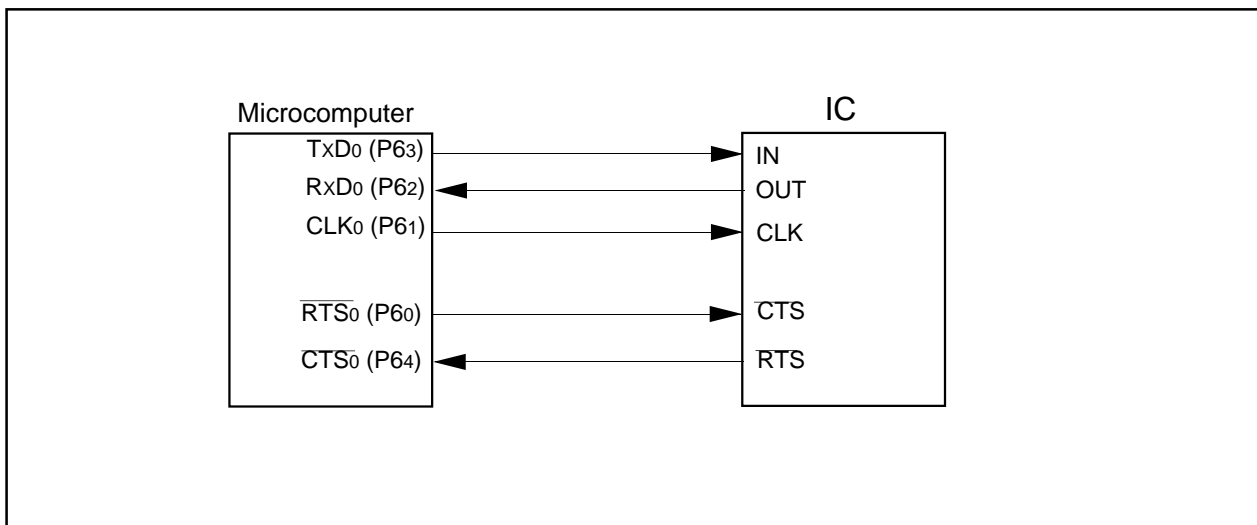 Microcomputer
TxD0 (P63)
RxD0 (P62)
CLK0 (P61)
RTS0 (P60)
CTS0 (P64)
IC
IN
OUT
CLK
CTS
RTS